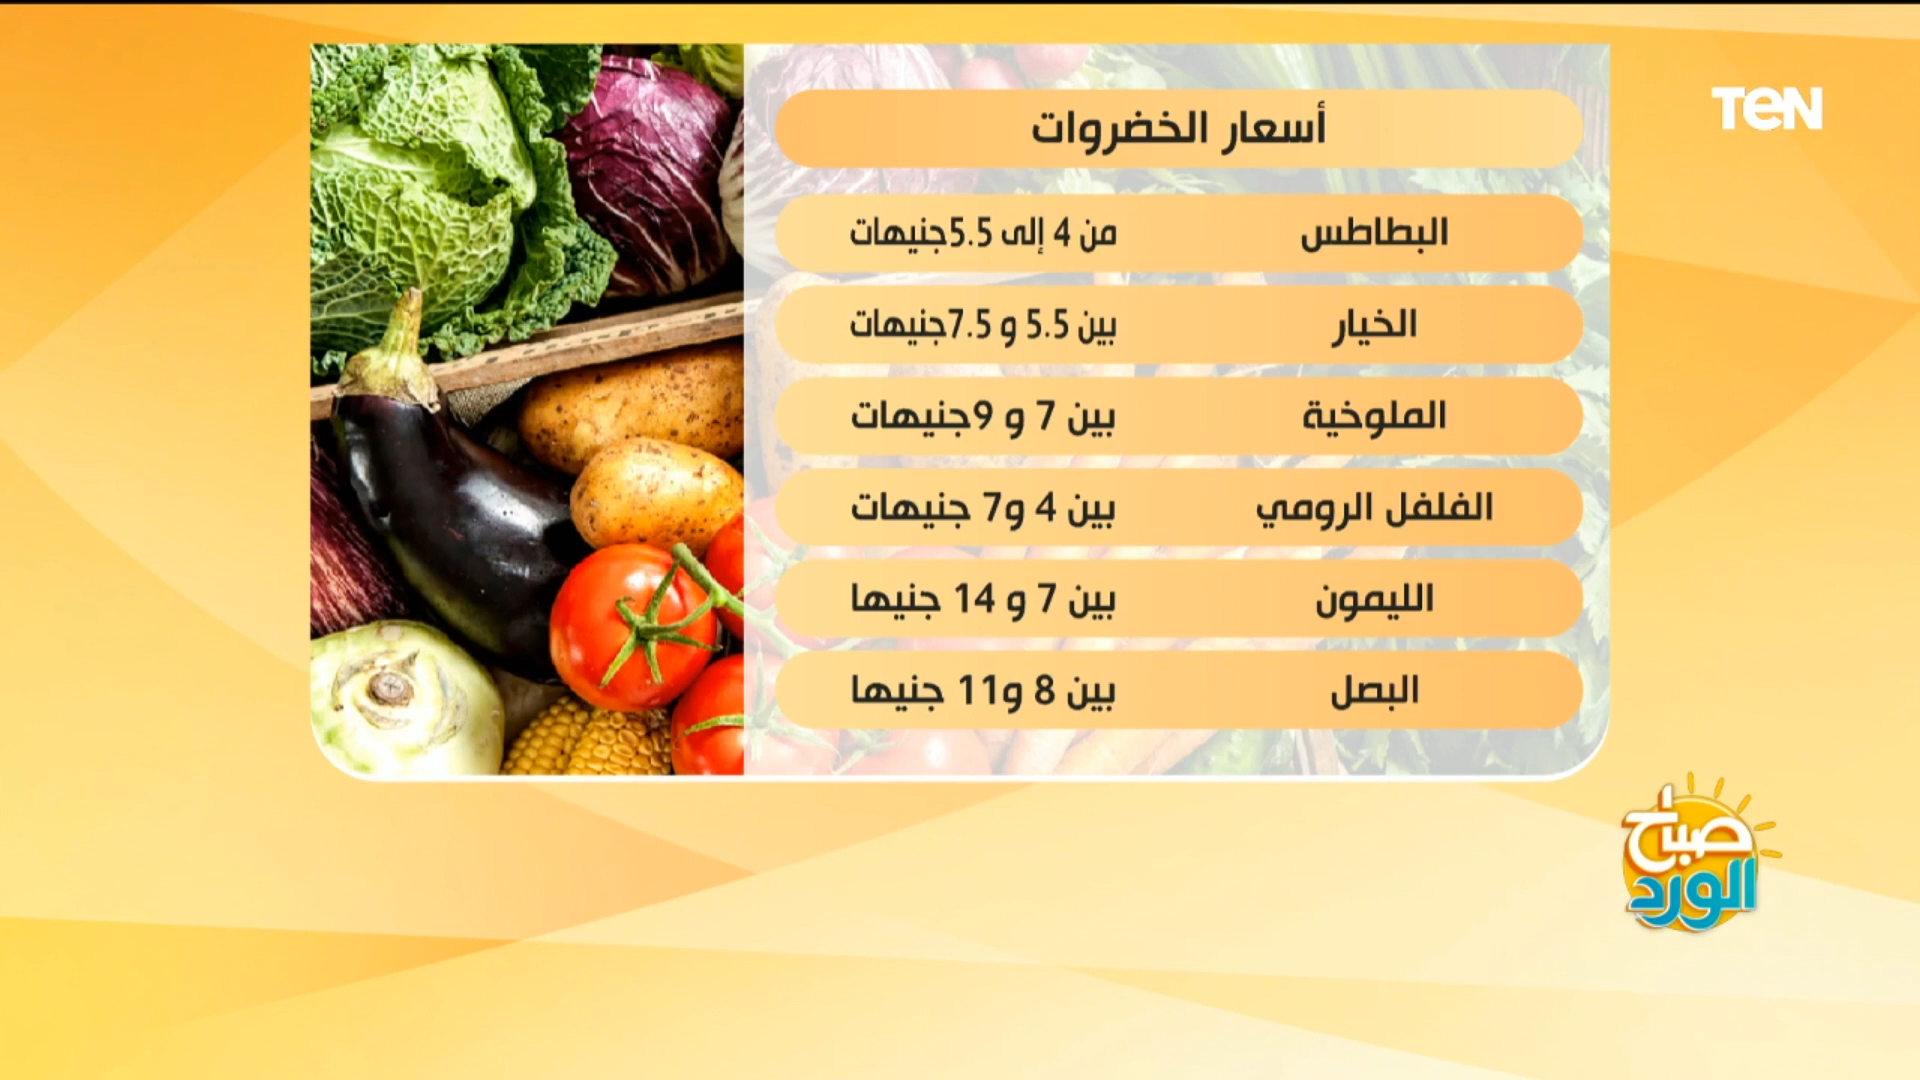 TeN
أسعار الخضروات
البطاطس من 4 إلى 5.5جنيهات
الخيار بين 5.5 و 7.5جنيهات
الملوخية بين 7 و 9جنيهات
الفلفل الرومي بين 4 و7 جنيهات
الليمون بين 7 و 14 جنيها
البصل بين 8 و11 جنيها
صباح
الورد